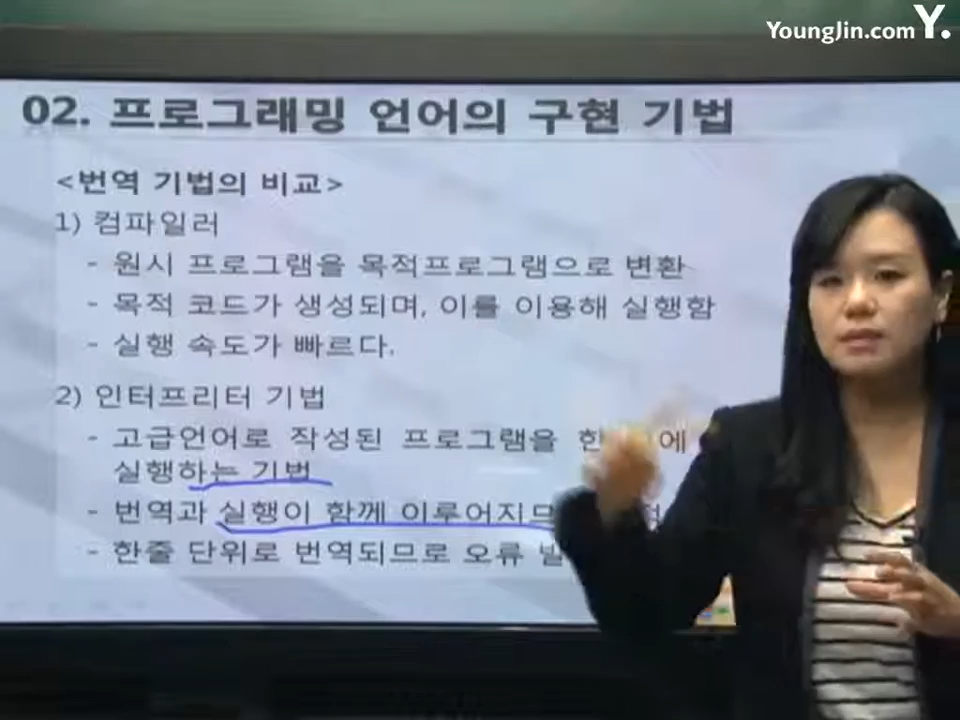 YoungJin.com Y.
02. 프로그래밍 언어의 구현 기법
<번역 기법의 비교>
1) 컴파일러
- 원시 프로그램을 목적프로그램으로 변환
- 목적 코드가 생성되며, 이를 이용해 실행함
- 실행 속도가 빠르다.
2) 인터프리터 기법
- 고급언어로 작성된 프로그램을
실행하는 기법
- 번역과 실행이 함께 이루어지므
- 한줄 단위로 번역되므로 오류